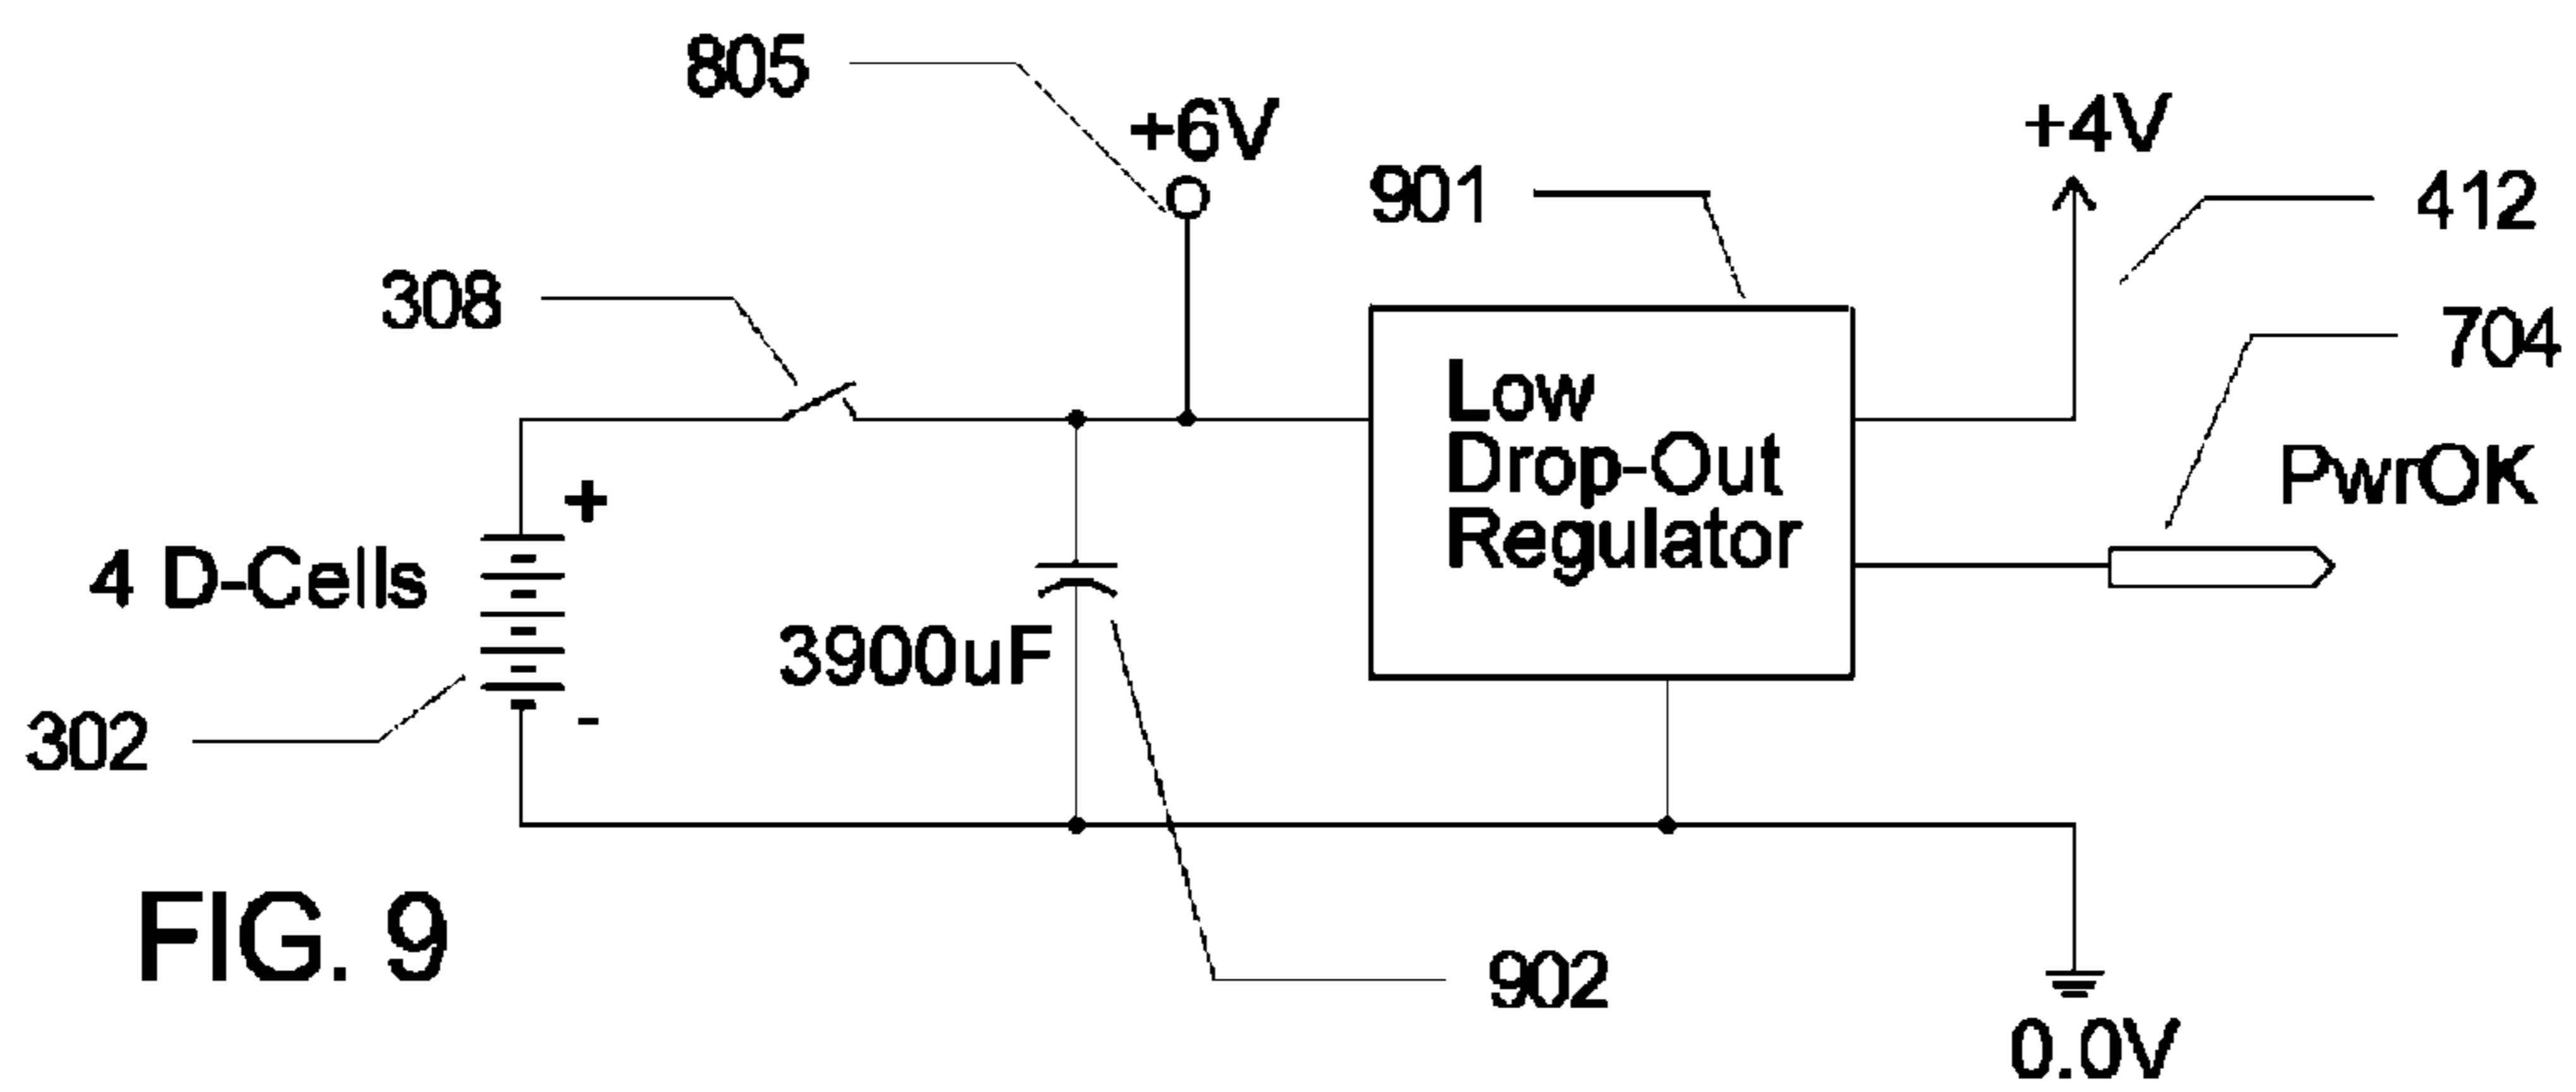 805
+6V
+4V
901
412
308
704
Low
Drop-Out
Regulator
PwrOK
+
4 D-Cells
3900uF
302
-
FIG. 9
902
0.0V